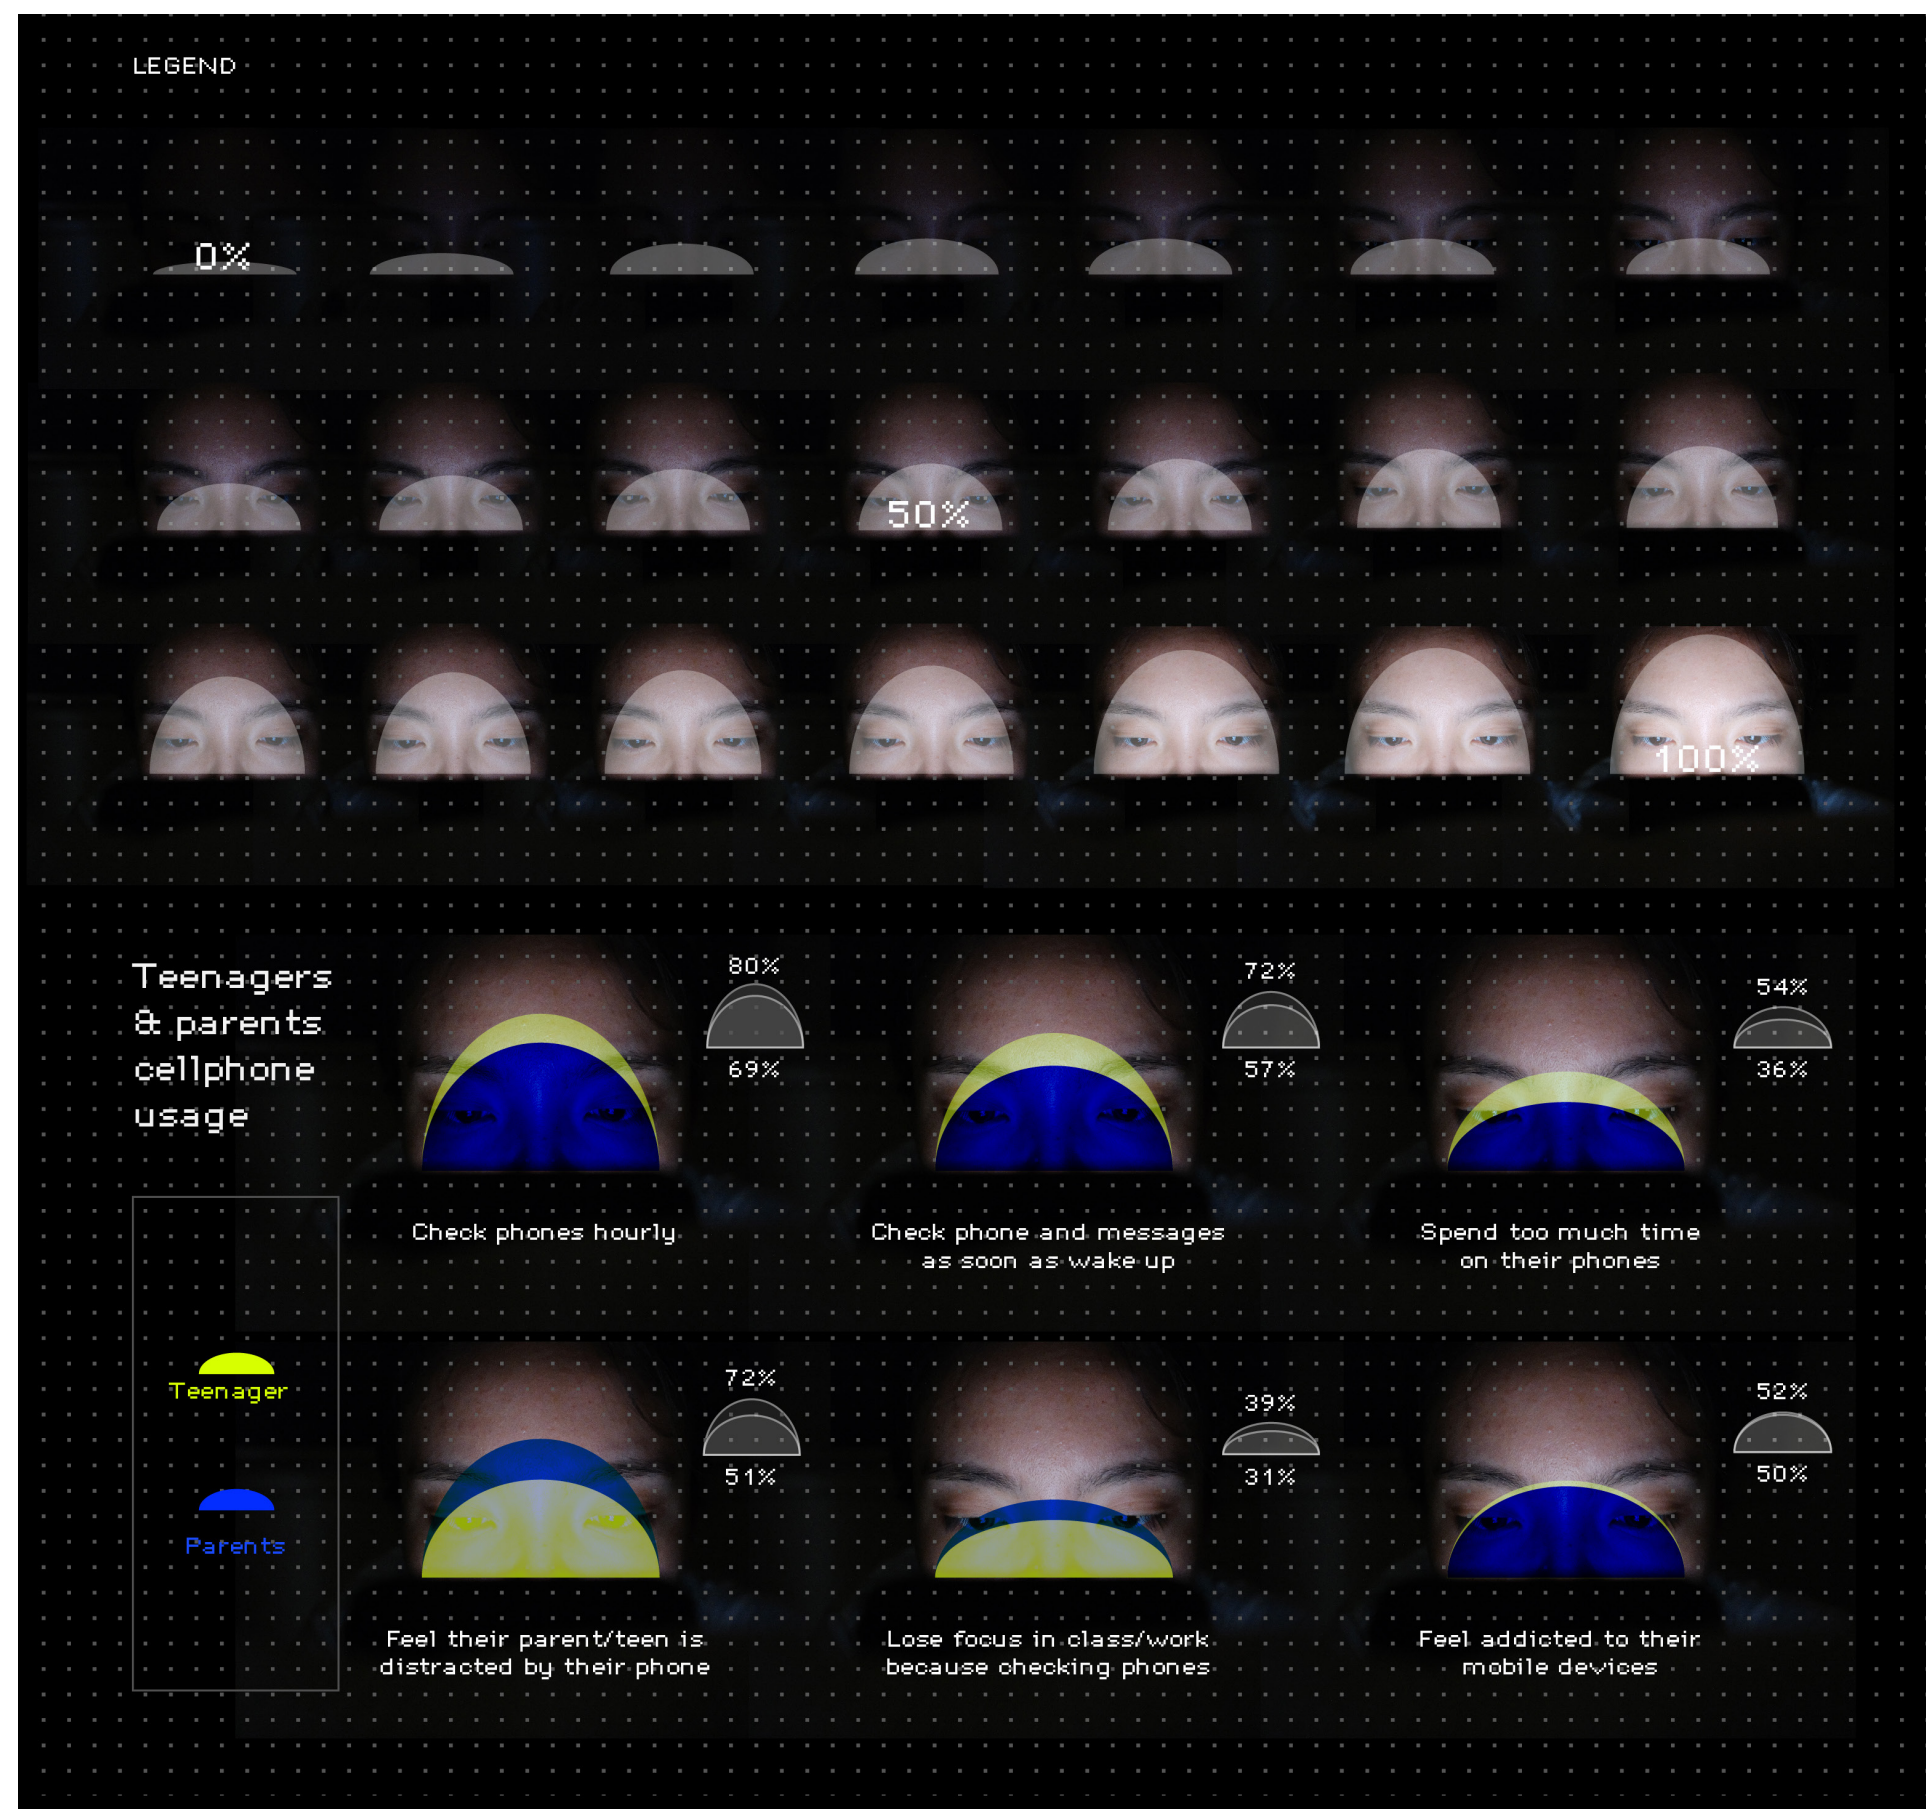 LEGEND
0%
50%
100%
Teenagers
& parents
cellphone
usage
80%
69%
Check phones hourly
72%
57%
Check phone and messages
as soon as wake up
54%
36%
Spend too much time
on their phones
Teenager
Parents
72%
51%
Feel their parent/teen is
distracted by their phone
39%
31%
Lose focus in class/work
because checking phones
52%
50%
Feel addicted to their
mobile devices